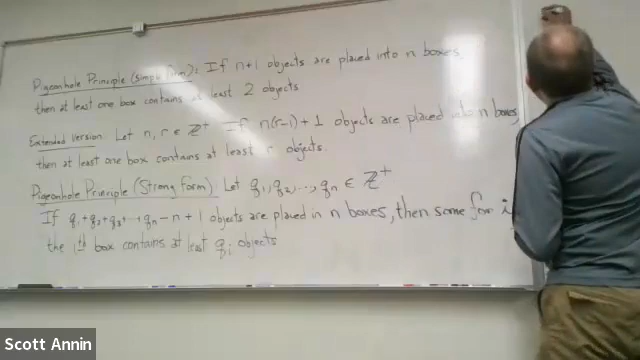 Pigeonhole Principle (simple form): If n+1 objects are placed into n boxes,
then at least one box contains at least 2 objects
Extended Version. Let n, r ∈ ℤ⁺ If n(r-1)+1 objects are placed into n boxes
then at least one box contains at least r objects.
Pigeonhole Principle (Strong form): Let q₁, q₂, ..., qₙ ∈ ℤ⁺
If q₁+q₂+q₃+...+qₙ-n+1 objects are placed in n boxes, then some for i
the iᵗʰ box contains at least qᵢ objects
Scott Annin